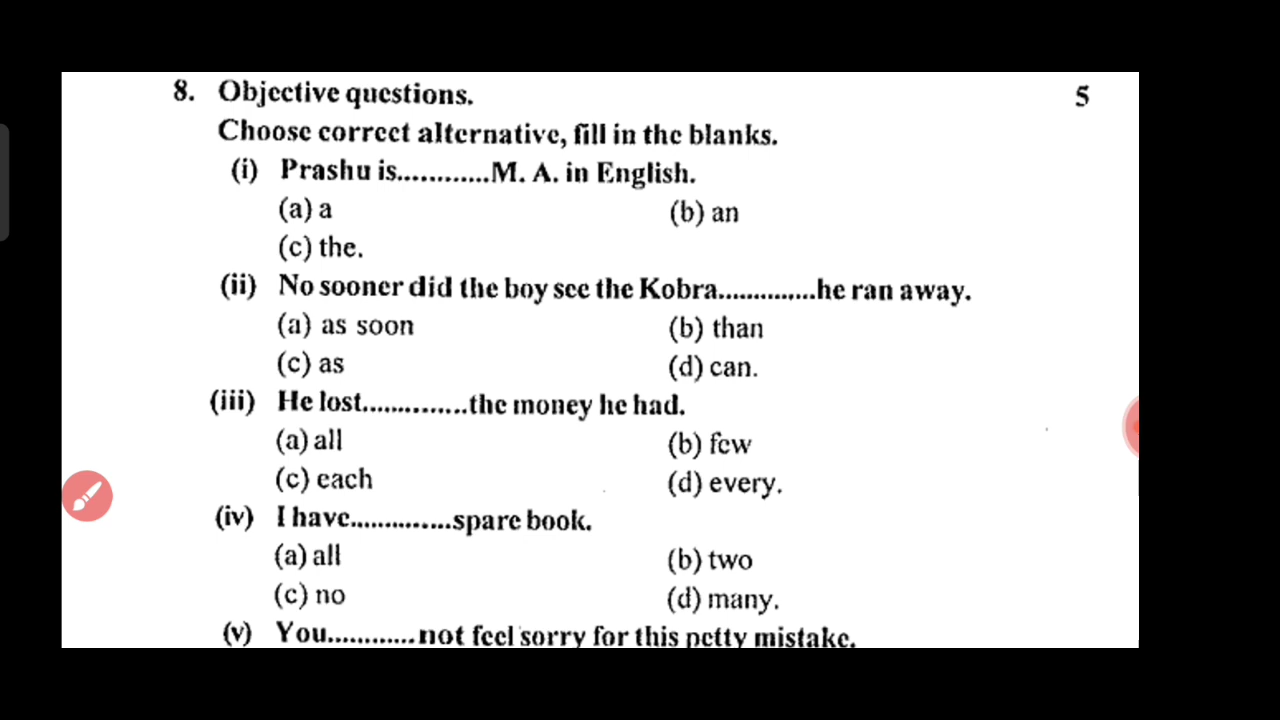 8. Objective questions. 5
Choose correct alternative, fill in the blanks.
(i) Prashu is............M. A. in English.
(a) a (b) an
(c) the.
(ii) No sooner did the boy see the Kobra..............he ran away.
(a) as soon (b) than
(c) as (d) can.
(iii) He lost...............the money he had.
(a) all (b) few
(c) each (d) every.
(iv) I have..............spare book.
(a) all (b) two
(c) no (d) many.
(v) You............not feel sorry for this petty mistake.